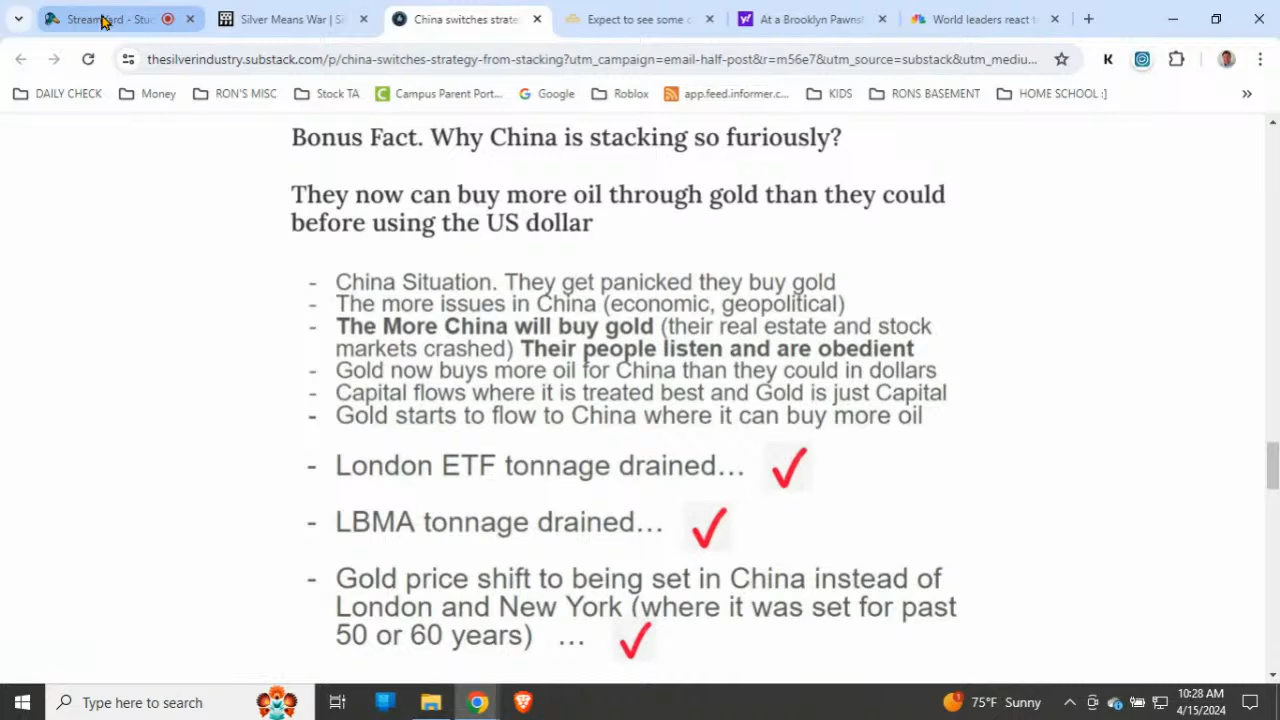 Streamyard - Stud
Silver Means War | Sil
China switches strate
Expect to see some c
At a Brooklyn Pawnsh
World leaders react t
thesilverindustry.substack.com/p/china-switches-strategy-from-stacking?utm_campaign=email-half-post&r=m56e7&utm_source=substack&utm_mediu...
K
DAILY CHECK
Money
RON'S MISC
Stock TA
Campus Parent Port...
Google
Roblox
app.feed.informer.c...
KIDS
RONS BASEMENT
HOME SCHOOL :]
Bonus Fact. Why China is stacking so furiously?
They now can buy more oil through gold than they could
before using the US dollar
- China Situation. They get panicked they buy gold
- The more issues in China (economic, geopolitical)
- The More China will buy gold (their real estate and stock
markets crashed) Their people listen and are obedient
- Gold now buys more oil for China than they could in dollars
- Capital flows where it is treated best and Gold is just Capital
- Gold starts to flow to China where it can buy more oil
- London ETF tonnage drained...
- LBMA tonnage drained...
- Gold price shift to being set in China instead of
London and New York (where it was set for past
50 or 60 years) ...
Type here to search
75°F Sunny
10:28 AM
4/15/2024